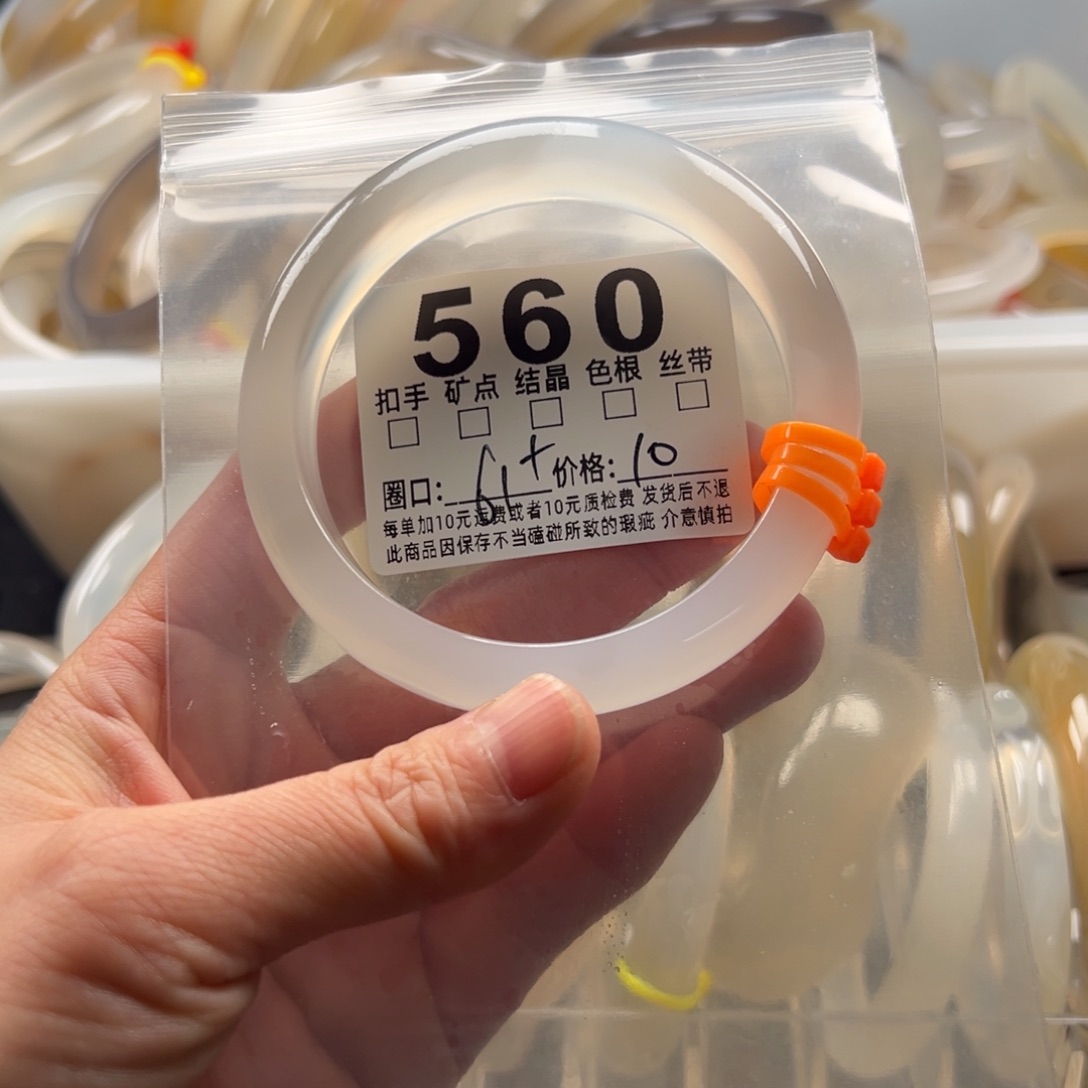 560
扣手 矿点 结晶 色根 丝带
□ □ □ □ □
圈口: 61+ 价格: 10
每单加10元运费或者10元质检费 发货后不退
此商品因保存不当磕碰所致的瑕疵 介意慎拍